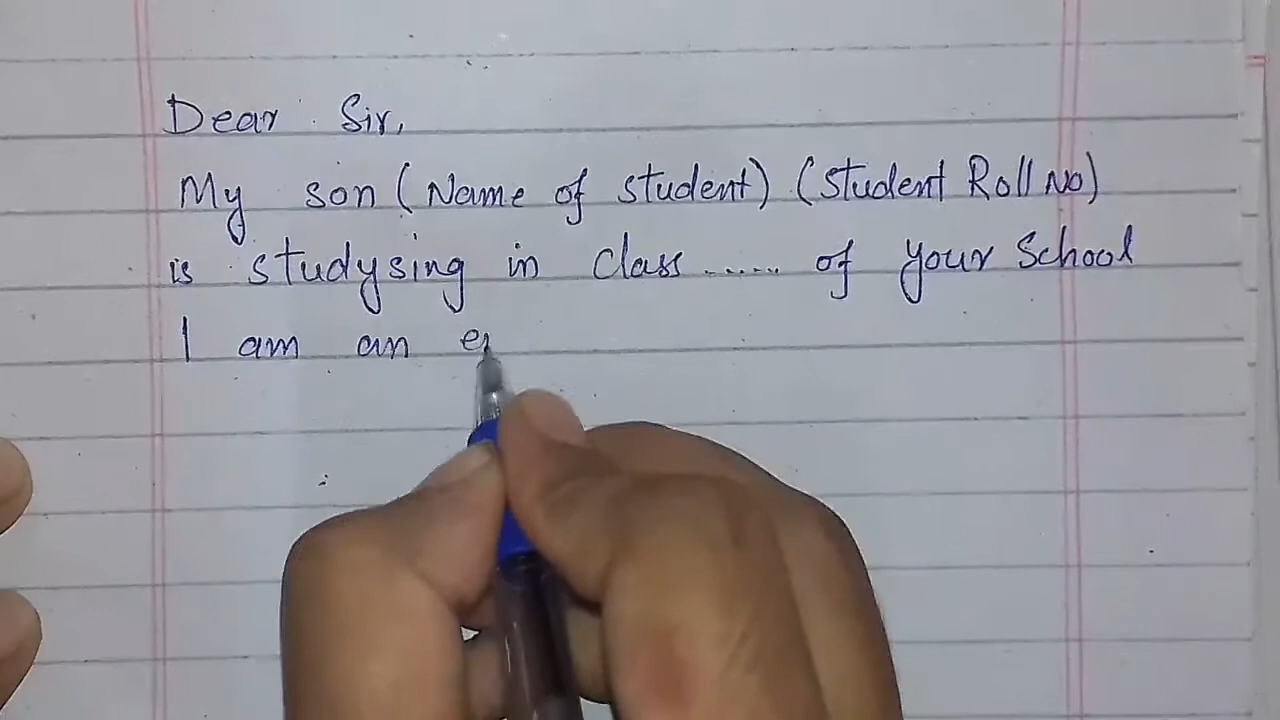 Dear Sir,
My son (Name of student) (Student Roll No)
is studysing in class ...... of your School
I am an